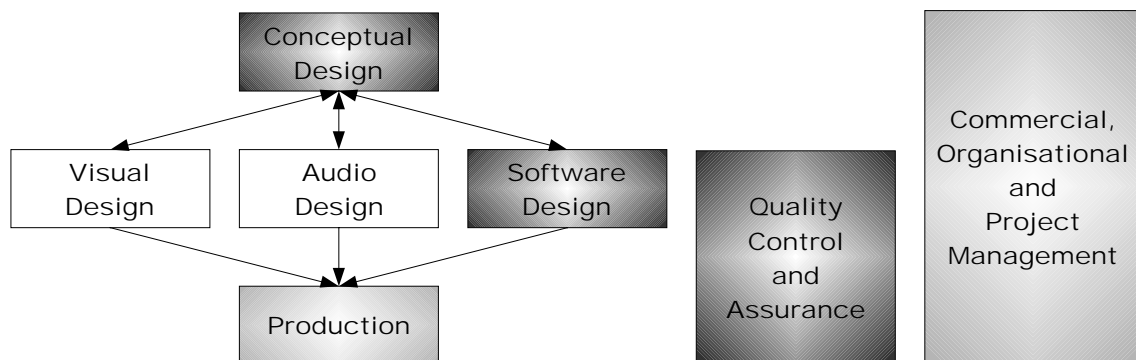 Conceptual
Design
Visual
Design
Audio
Design
Software
Design
Production
Quality
Control
and
Assurance
Commercial,
Organisational
and
Project
Management